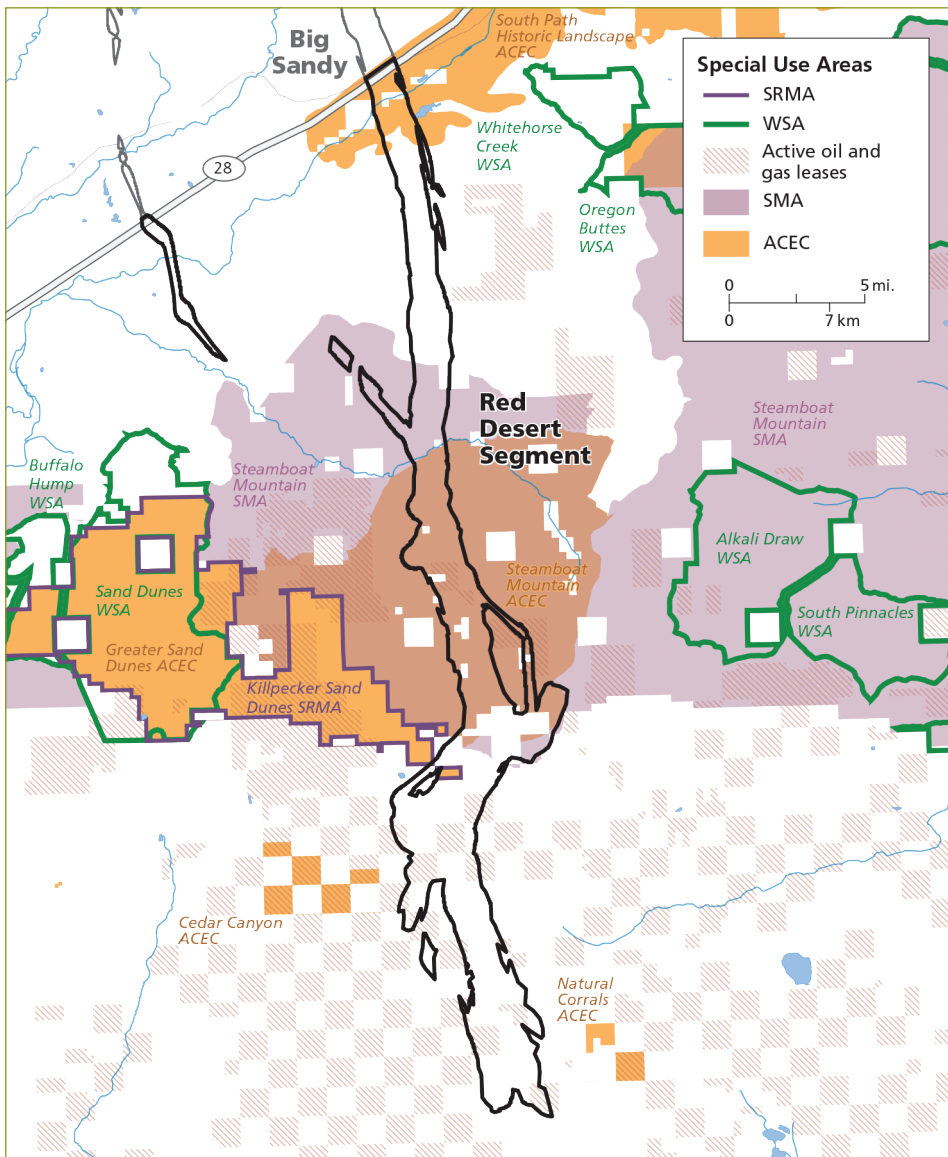 South Path
Historic Landscape
ACEC
Big
Sandy
28
Whitehorse
Creek
WSA
Oregon
Buttes
WSA
Special Use Areas
SRMA
WSA
Active oil and
gas leases
SMA
ACEC
0 5 mi.
0 7 km
Red
Desert
Segment
Steamboat
Mountain
SMA
Buffalo
Hump
WSA
Steamboat
Mountain
SMA
Alkali Draw
WSA
Steamboat
Mountain
ACEC
Sand Dunes
WSA
South Pinnacles
WSA
Greater Sand
Dunes ACEC
Killpecker Sand
Dunes SRMA
Cedar Canyon
ACEC
Natural
Corrals
ACEC